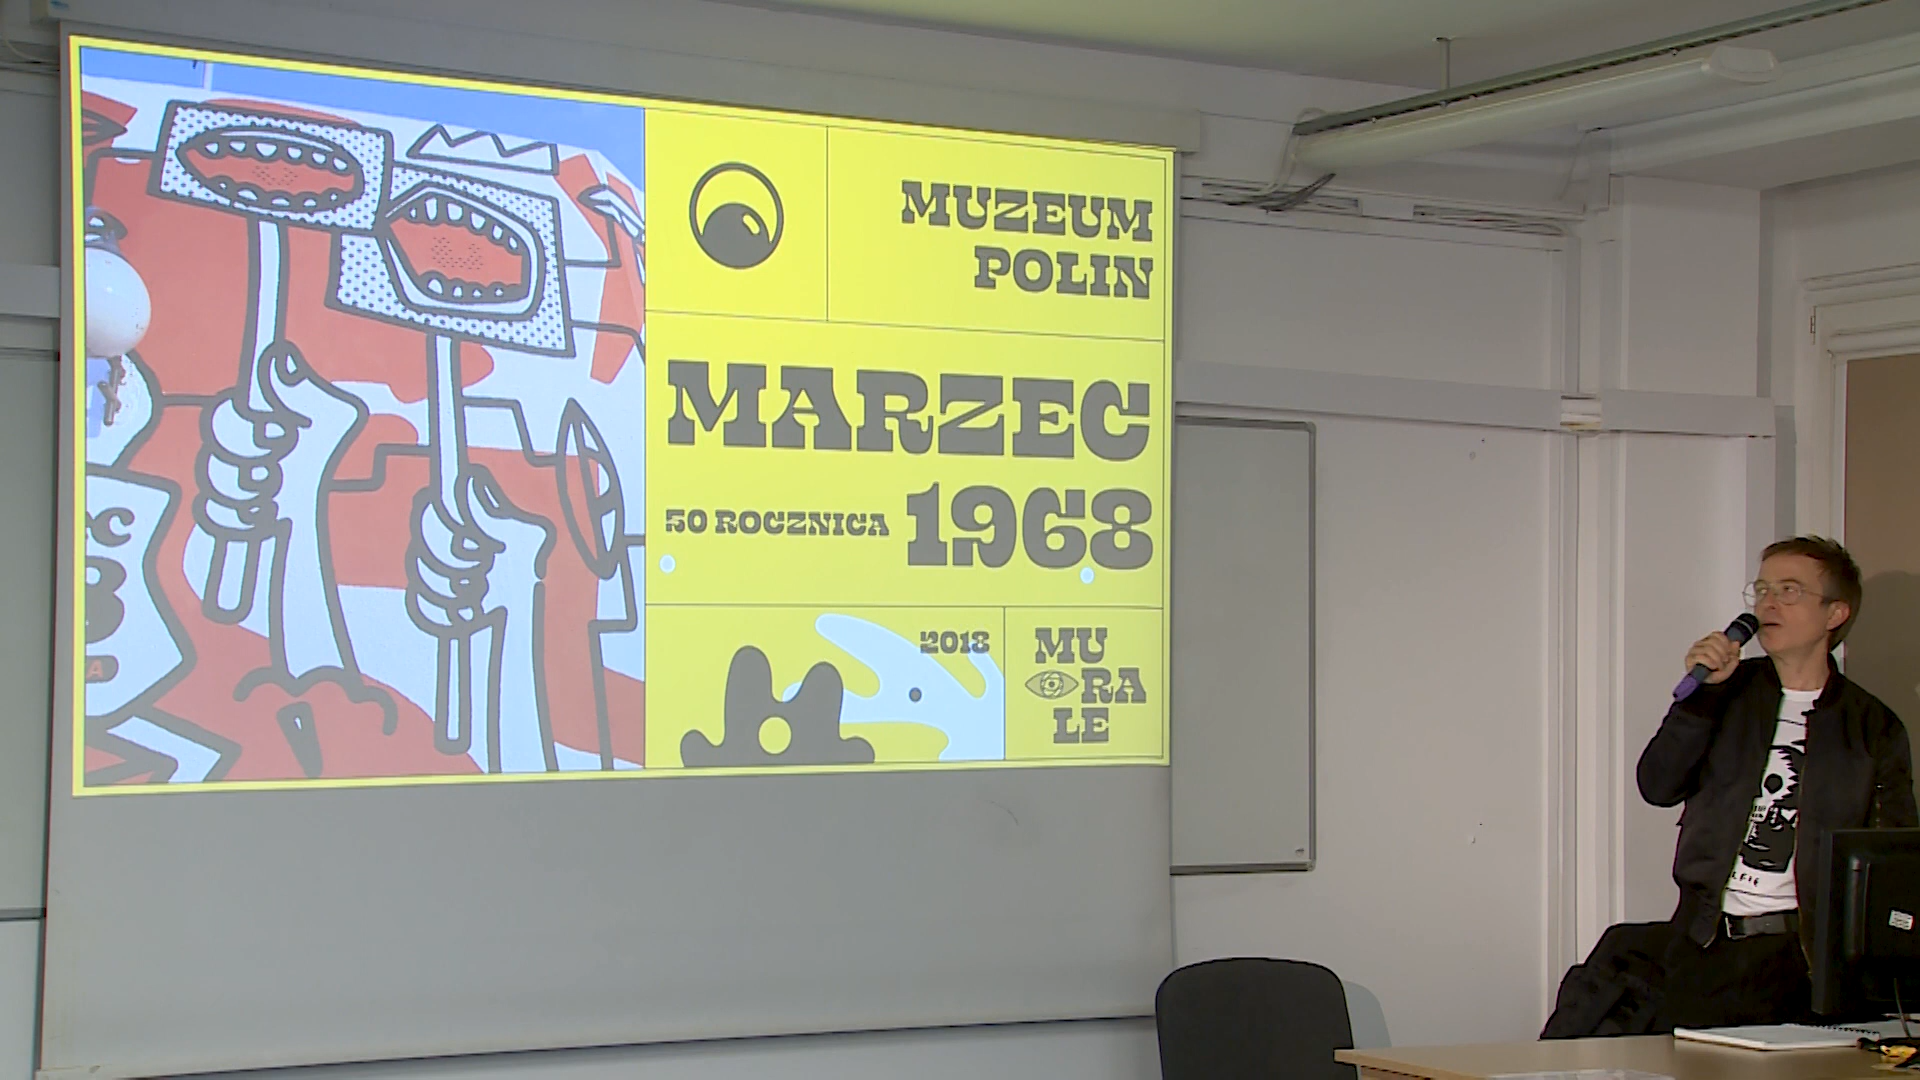 MUZEUM
POLIN
MARZEC
50 ROCZNICA 1968
2018
MU
RA
LE